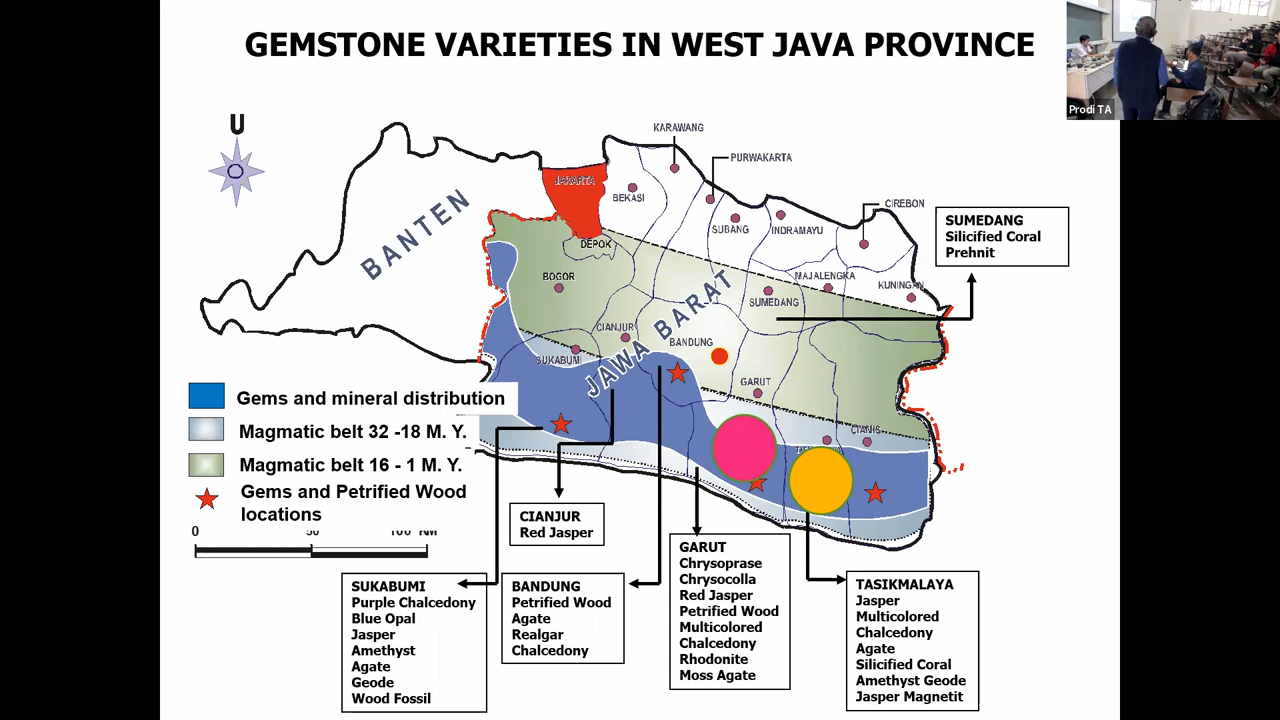 GEMSTONE VARIETIES IN WEST JAVA PROVINCE
Prodi TA
U
BANTEN
JAKARTA
KARAWANG
PURWAKARTA
BEKASI
SUBANG
INDRAMAYU
CIREBON
DEPOK
BOGOR
MAJALENGKA
SUMEDANG
KUNINGAN
CIANJUR
SUKABUMI
JAWA BARAT
BANDUNG
GARUT
CIAMIS
SUMEDANG
Silicified Coral
Prehnit
Gems and mineral distribution
Magmatic belt 32 -18 M. Y.
Magmatic belt 16 - 1 M. Y.
Gems and Petrified Wood
locations
0
50
100
CIANJUR
Red Jasper
SUKABUMI
Purple Chalcedony
Blue Opal
Jasper
Amethyst
Agate
Geode
Wood Fossil
BANDUNG
Petrified Wood
Agate
Realgar
Chalcedony
GARUT
Chrysoprase
Chrysocolla
Red Jasper
Petrified Wood
Multicolored
Chalcedony
Rhodonite
Moss Agate
TASIKMALAYA
Jasper
Multicolored
Chalcedony
Agate
Silicified Coral
Amethyst Geode
Jasper Magnetit